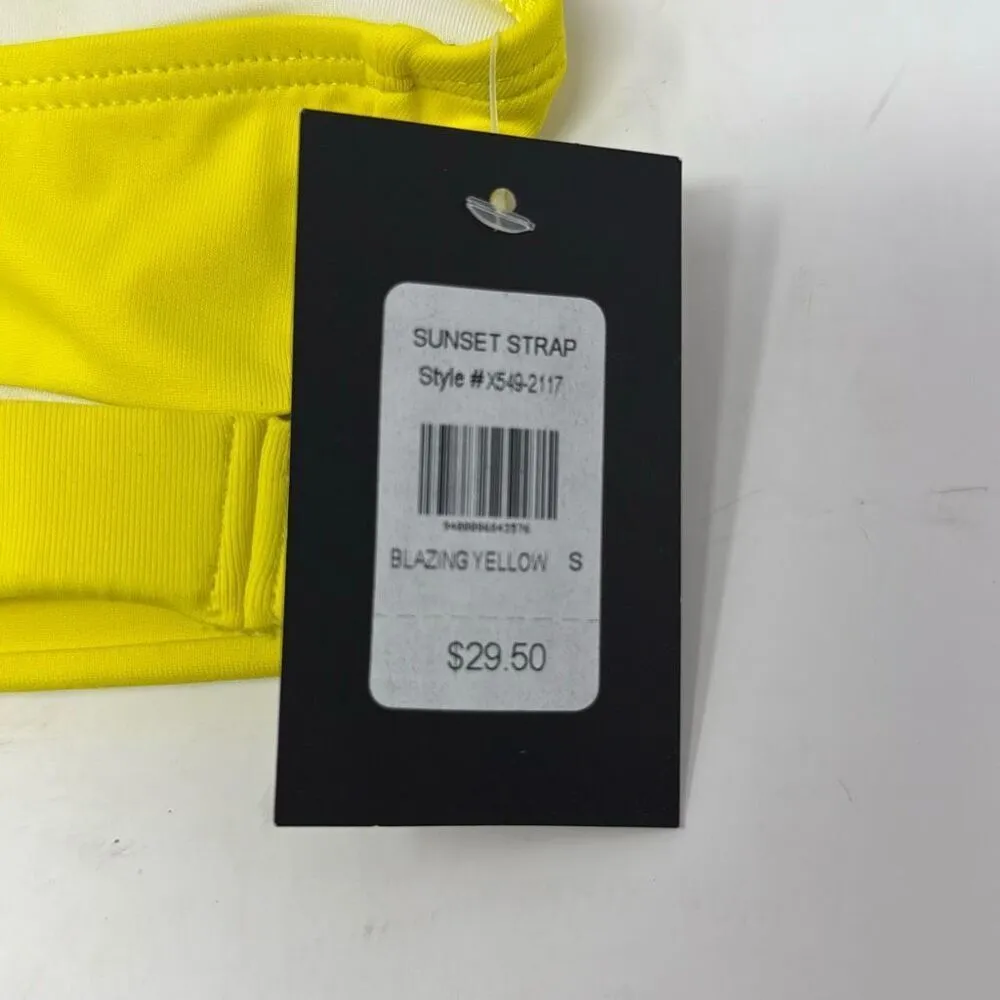 SUNSET STRAP
Style # X549-2117
BLAZING YELLOW S
$29.50